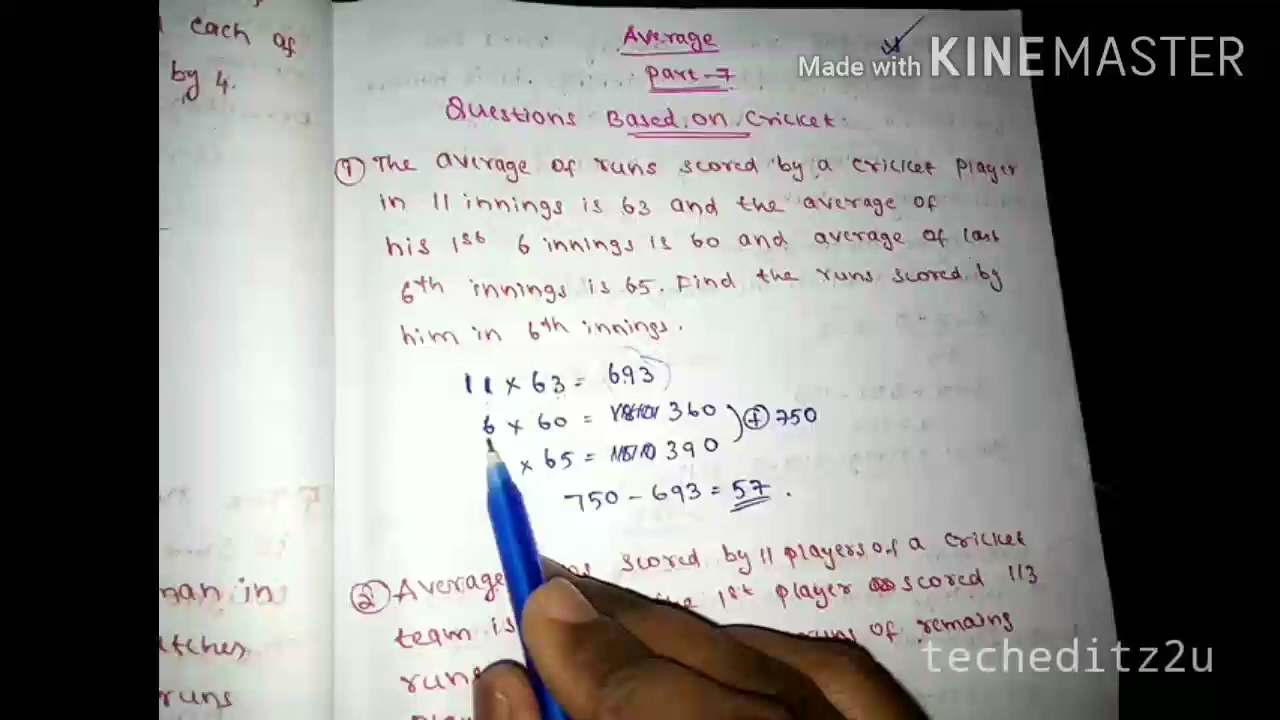 each of
by 4.
Average
Made with KINEMASTER
Part-7
Questions Based on Cricket
① The average of runs scored by a cricket player
in 11 innings is 63 and the average of
his 1st 6 innings is 60 and average of last
6th innings is 65. Find the runs scored by
him in 6th innings.
11 × 63 = 693
6 × 60 = 360
⊕ 750
× 65 = 390
750 - 693 = 57.
② Average scored by 11 players of a cricket
team is the 1st player scored 113
runs of remains
runs
man in
tches
runs
techeditz2u